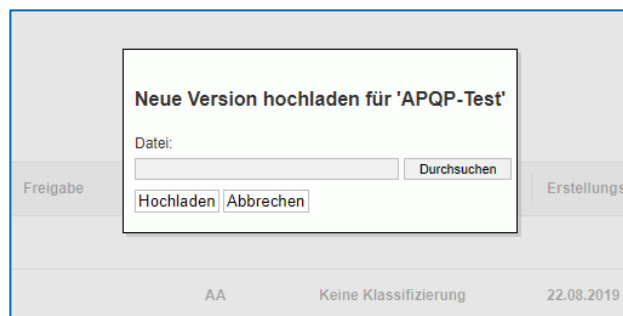 Neue Version hochladen für 'APQP-Test'
Datei:
Durchsuchen
Hochladen Abbrechen
Freigabe Erstellungs
AA Keine Klassifizierung 22.08.2019